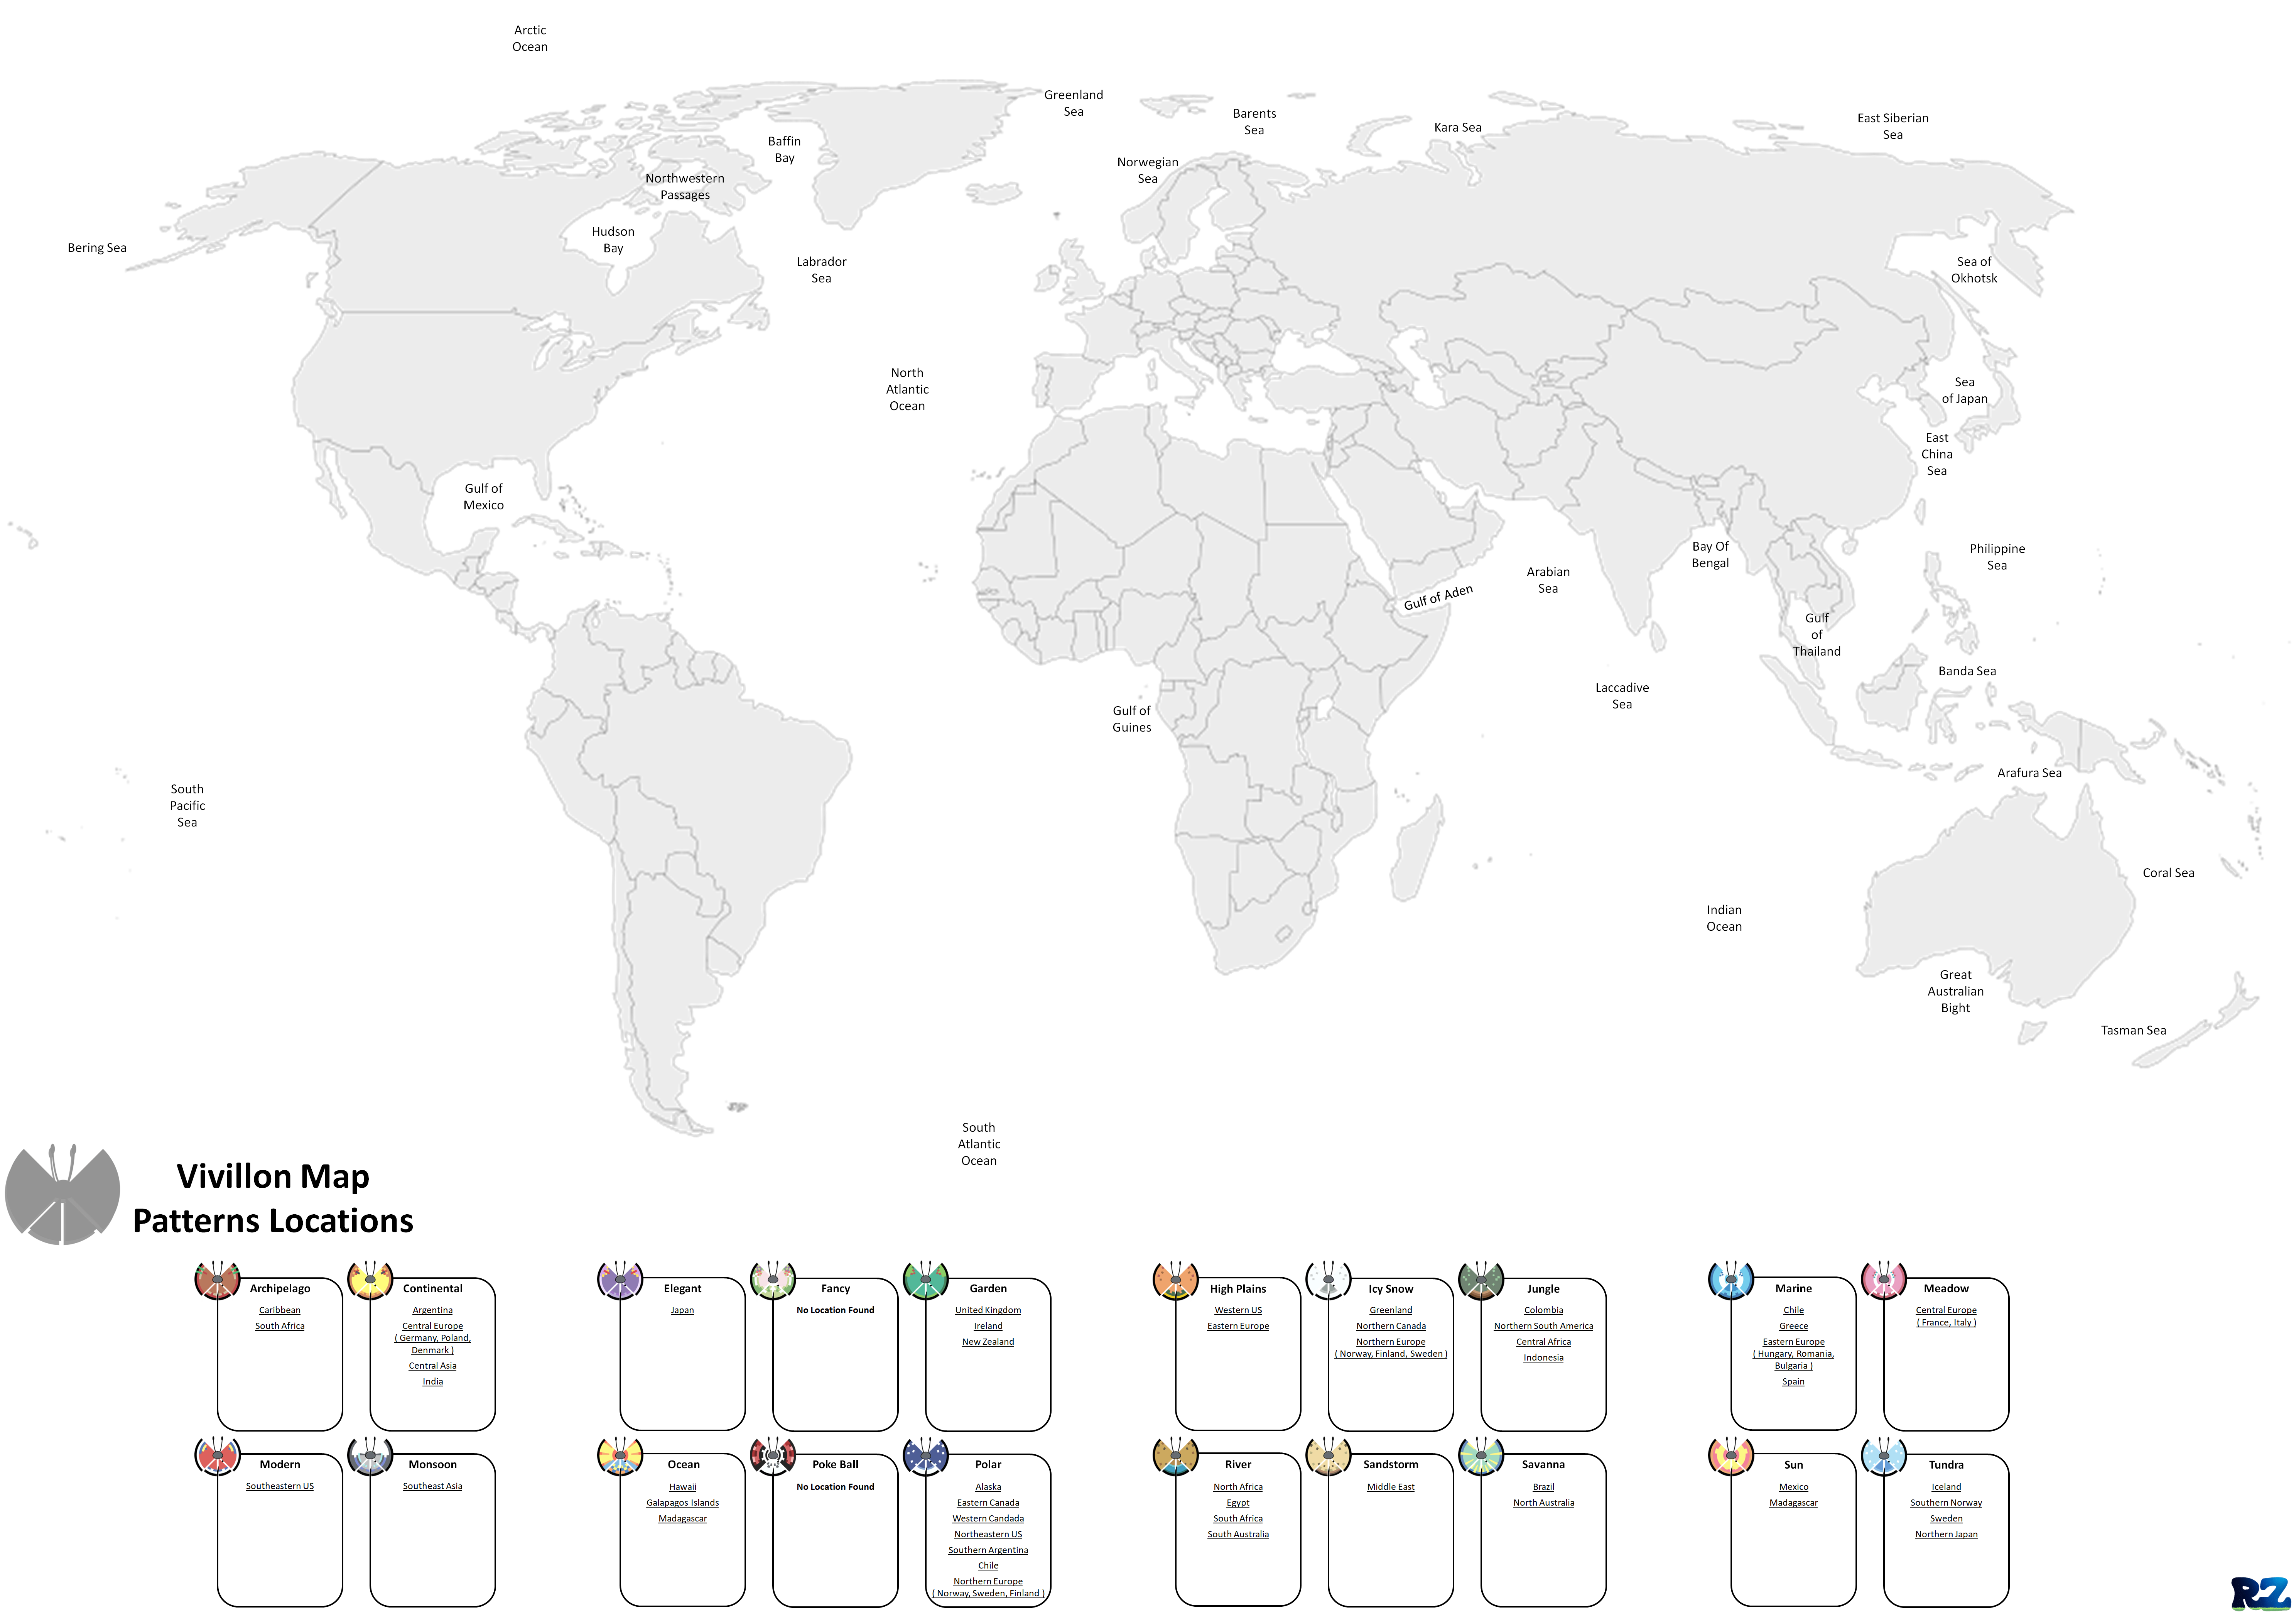 Arctic
Ocean
Greenland
Sea
Barents
Sea
Kara Sea
East Siberian
Sea
Baffin
Bay
Norwegian
Sea
Northwestern
Passages
Hudson
Bay
Bering Sea
Labrador
Sea
Sea of
Okhotsk
North
Atlantic
Ocean
Sea
of Japan
East
China
Sea
Gulf of
Mexico
Bay Of
Bengal
Philippine
Sea
Arabian
Sea
Gulf of Aden
Gulf
of
Thailand
Banda Sea
Laccadive
Sea
Gulf of
Guines
South
Pacific
Sea
Arafura Sea
Coral Sea
Indian
Ocean
Great
Australian
Bight
Tasman Sea
South
Atlantic
Ocean
Vivillon Map
Patterns Locations
Archipelago
Caribbean
South Africa
Continental
Argentina
Central Europe
( Germany, Poland,
Denmark )
Central Asia
India
Elegant
Japan
Fancy
No Location Found
Garden
United Kingdom
Ireland
New Zealand
High Plains
Western US
Eastern Europe
Icy Snow
Greenland
Northern Canada
Northern Europe
( Norway, Finland, Sweden )
Jungle
Colombia
Northern South America
Central Africa
Indonesia
Marine
Chile
Greece
Eastern Europe
( Hungary, Romania,
Bulgaria )
Spain
Meadow
Central Europe
( France, Italy )
Modern
Southeastern US
Monsoon
Southeast Asia
Ocean
Hawaii
Galapagos Islands
Madagascar
Poke Ball
No Location Found
Polar
Alaska
Eastern Canada
Western Candada
Northeastern US
Southern Argentina
Chile
Northern Europe
( Norway, Sweden, Finland )
River
North Africa
Egypt
South Africa
South Australia
Sandstorm
Middle East
Savanna
Brazil
North Australia
Sun
Mexico
Madagascar
Tundra
Iceland
Southern Norway
Sweden
Northern Japan
RZ